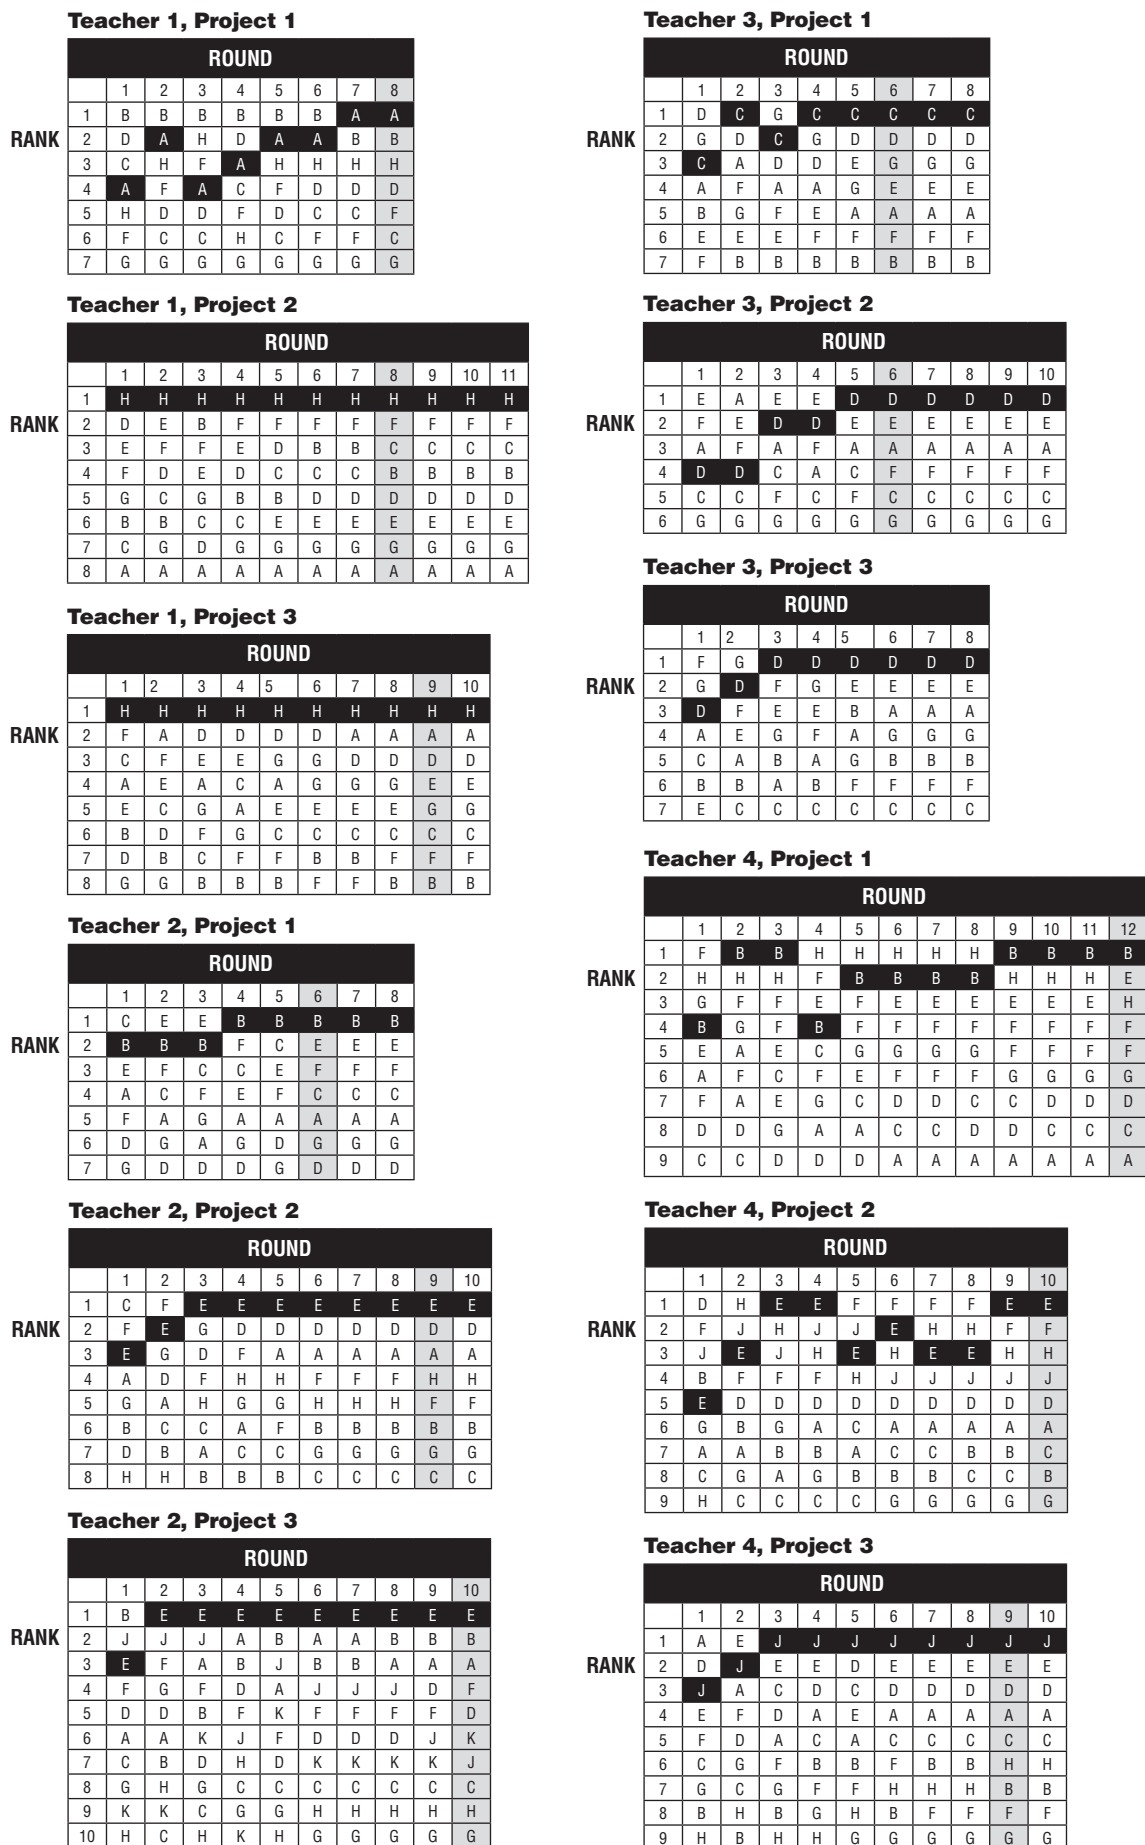 Teacher 1, Project 1
ROUND
1 2 3 4 5 6 7 8
1 B B B B B B A A
RANK 2 D A H D A A B B
3 C H F A H H H H
4 A F A C F D D D
5 H D D F D C C F
6 F C C H C F F C
7 G G G G G G G G
Teacher 1, Project 2
ROUND
1 2 3 4 5 6 7 8 9 10 11
1 H H H H H H H H H H H
RANK 2 D E B F F F F F F F F
3 E F F E D B B C C C C
4 F D E D C C C B B B B
5 G C G B B D D D D D D
6 B B C C E E E E E E E
7 C G D G G G G G G G G
8 A A A A A A A A A A A
Teacher 1, Project 3
ROUND
1 2 3 4 5 6 7 8 9 10
1 H H H H H H H H H H
RANK 2 F A D D D D A A A A
3 C F E E G G D D D D
4 A E A C A G G G E E
5 E C G A E E E E G G
6 B D F G C C C C C C
7 D B C F F B B F F F
8 G G B B B F F B B B
Teacher 2, Project 1
ROUND
1 2 3 4 5 6 7 8
1 C E E B B B B B
RANK 2 B B B F C E E E
3 E F C C E F F F
4 A C F E F C C C
5 F A G A A A A A
6 D G A G D G G G
7 G D D D G D D D
Teacher 2, Project 2
ROUND
1 2 3 4 5 6 7 8 9 10
1 C F E E E E E E E E
RANK 2 F E G D D D D D D D
3 E G D F A A A A A A
4 A D F H H F F F H H
5 G A H G G H H H F F
6 B C C A F B B B B B
7 D B A C C G G G G G
8 H H B B B C C C C C
Teacher 2, Project 3
ROUND
1 2 3 4 5 6 7 8 9 10
1 B E E E E E E E E E
RANK 2 J J J A B A A B B B
3 E F A B J B B A A A
4 F G F D A J J J D F
5 D D B F K F F F F D
6 A A K J F D D D J K
7 C B D H D K K K K J
8 G H G C C C C C C C
9 K K C G G H H H H H
10 H C H K H G G G G G
Teacher 3, Project 1
ROUND
1 2 3 4 5 6 7 8
1 D C G C C C C C
RANK 2 G D C G D D D D
3 C A D D E G G G
4 A F A A G E E E
5 B G F E A A A A
6 E E E F F F F F
7 F B B B B B B B
Teacher 3, Project 2
ROUND
1 2 3 4 5 6 7 8 9 10
1 E A E E D D D D D D
RANK 2 F E D D E E E E E E
3 A F A F A A A A A A
4 D D C A C F F F F F
5 C C F C F C C C C C
6 G G G G G G G G G G
Teacher 3, Project 3
ROUND
1 2 3 4 5 6 7 8
1 F G D D D D D D
RANK 2 G D F G E E E E
3 D F E E B A A A
4 A E G F A G G G
5 C A B A G B B B
6 B B A B F F F F
7 E C C C C C C C
Teacher 4, Project 1
ROUND
1 2 3 4 5 6 7 8 9 10 11 12
1 F B B H H H H H B B B B
RANK 2 H H H F B B B B H H H E
3 G F F E F E E E E E E H
4 B G F B F F F F F F F F
5 E A E C G G G G F F F F
6 A F C F E F F F G G G G
7 F A E G C D D C C D D D
8 D D G A A C C D D C C C
9 C C D D D A A A A A A A
Teacher 4, Project 2
ROUND
1 2 3 4 5 6 7 8 9 10
1 D H E E F F F F E E
RANK 2 F J H J J E H H F F
3 J E J H E H E E H H
4 B F F F H J J J J J
5 E D D D D D D D D D
6 G B G A C A A A A A
7 A A B B A C C B B C
8 C G A G B B B C C B
9 H C C C C G G G G G
Teacher 4, Project 3
ROUND
1 2 3 4 5 6 7 8 9 10
1 A E J J J J J J J J
RANK 2 D J E E D E E E E E
3 J A C D C D D D D D
4 E F D A E A A A A A
5 F D A C A C C C C C
6 C G F B B F B B H H
7 G C G F F H H H B B
8 B H B G H B F F F F
9 H B H H G G G G G G